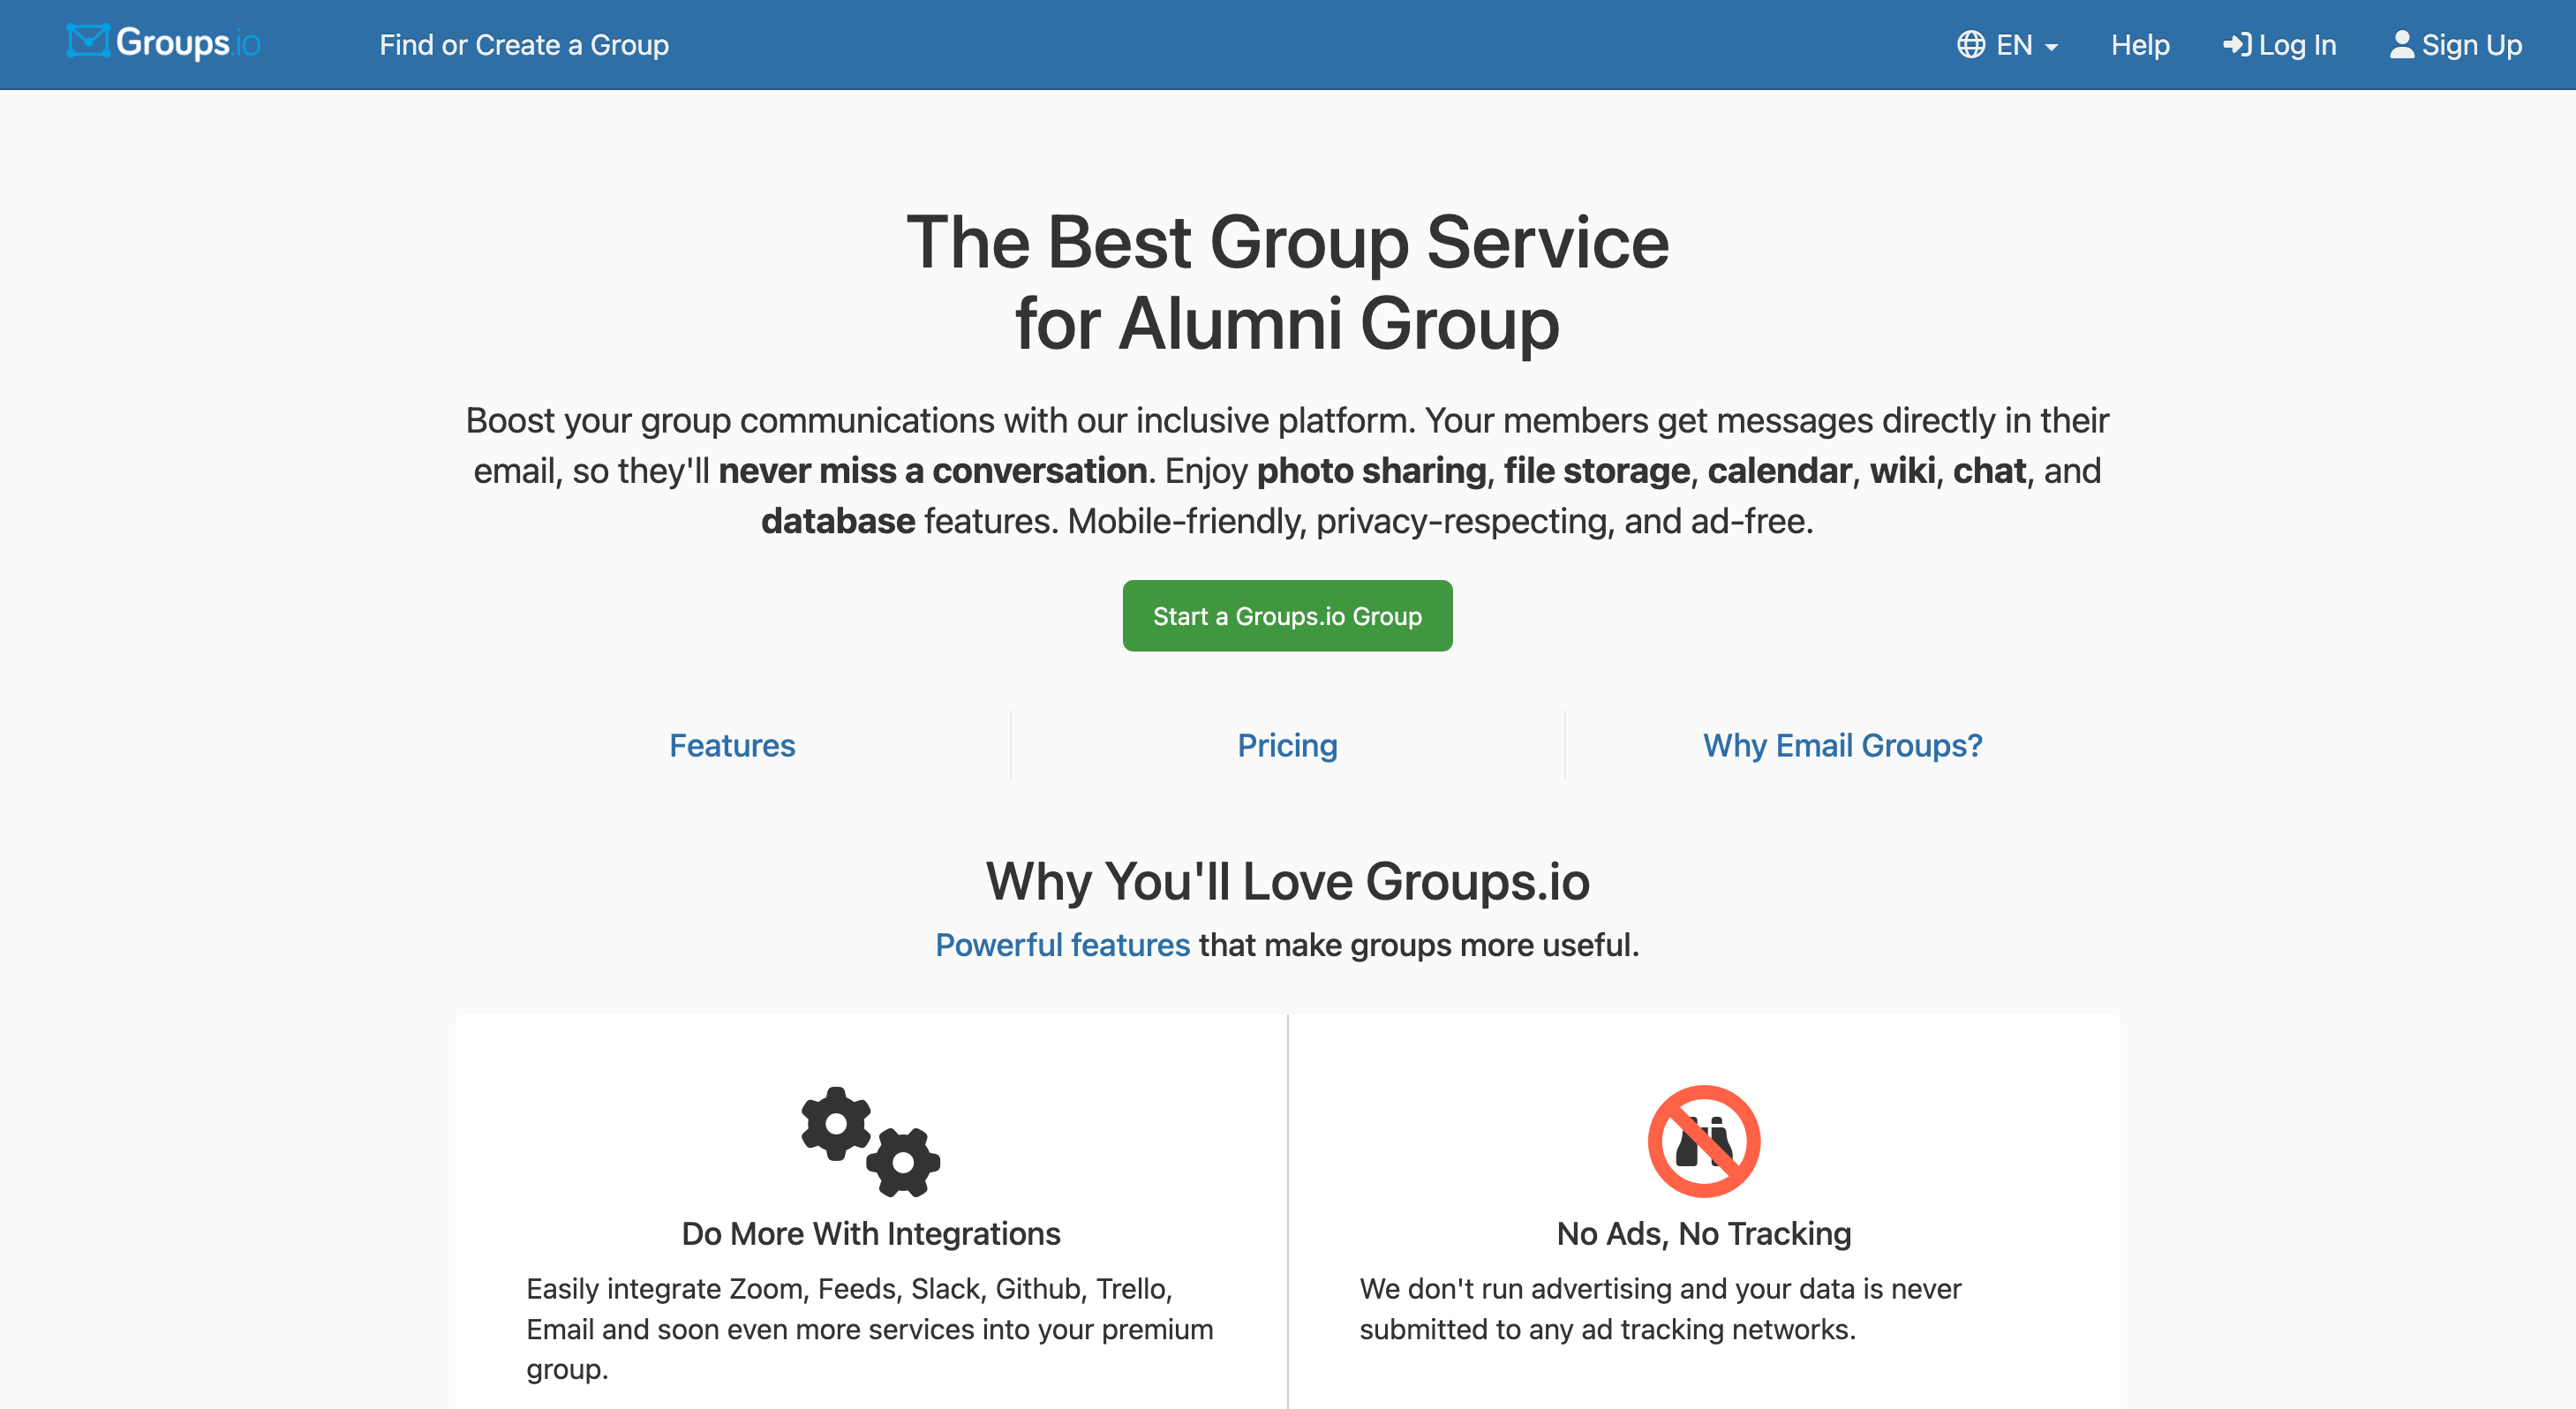 Groups.io
Find or Create a Group
EN
Help
Log In
Sign Up
The Best Group Service
for Alumni Group
Boost your group communications with our inclusive platform. Your members get messages directly in their
email, so they'll never miss a conversation. Enjoy photo sharing, file storage, calendar, wiki, chat, and
database features. Mobile-friendly, privacy-respecting, and ad-free.
Start a Groups.io Group
Features
Pricing
Why Email Groups?
Why You'll Love Groups.io
Powerful features that make groups more useful.
Do More With Integrations
Easily integrate Zoom, Feeds, Slack, Github, Trello,
Email and soon even more services into your premium
group.
No Ads, No Tracking
We don't run advertising and your data is never
submitted to any ad tracking networks.